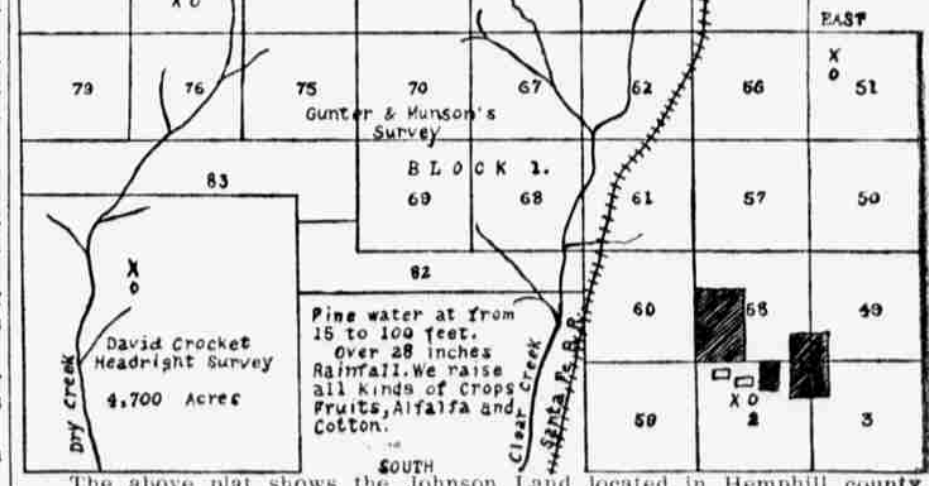 X O
EAST
X
O
79 76 75 70 67 62 66 51
Gunter & Munson's
Survey
BLOCK 1.
83
69 68 61 57 50
82
X
O
60 58 49
Pine water at from
15 to 100 feet.
Over 28 inches
Rainfall. We raise
all Kinds of Crops
Fruits, Alfalfa and
Cotton.
David Crocket
Headright Survey
4,700 Acres
Dry Creek
Clear Creek
Santa Fe R.R.
X O
59 2 3
SOUTH
The above plat shows the Johnson Land located in Hemphill county